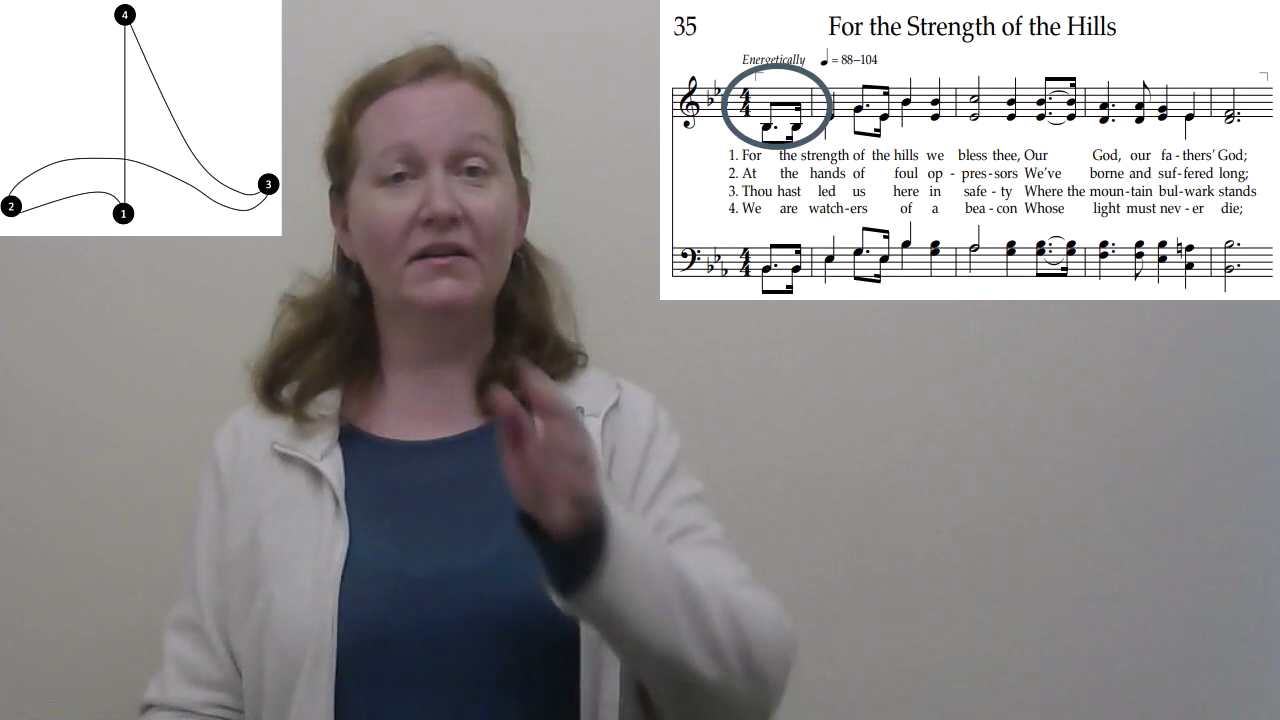 4
2
1
3
35 For the Strength of the Hills
Energetically ♩ = 88–104
4
4
1. For the strength of the hills we bless thee, Our God, our fa - thers' God;
2. At the hands of foul op - pres - sors We've borne and suf - fered long;
3. Thou hast led us here in safe - ty Where the moun - tain bul - wark stands
4. We are watch - ers of a bea - con Whose light must nev - er die;
4
4